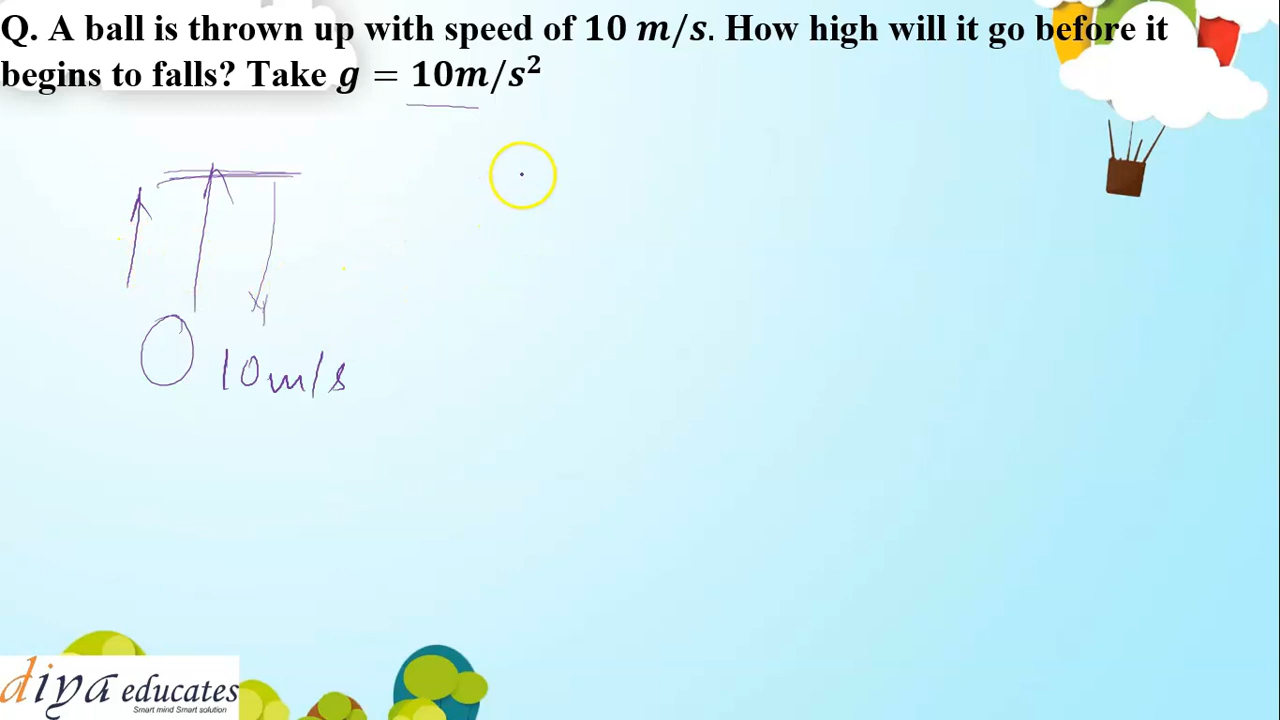 Q. A ball is thrown up with speed of 10 m/s. How high will it go before it
begins to falls? Take g = 10m/s²
10m/s
diya educates
Smart mind Smart solution